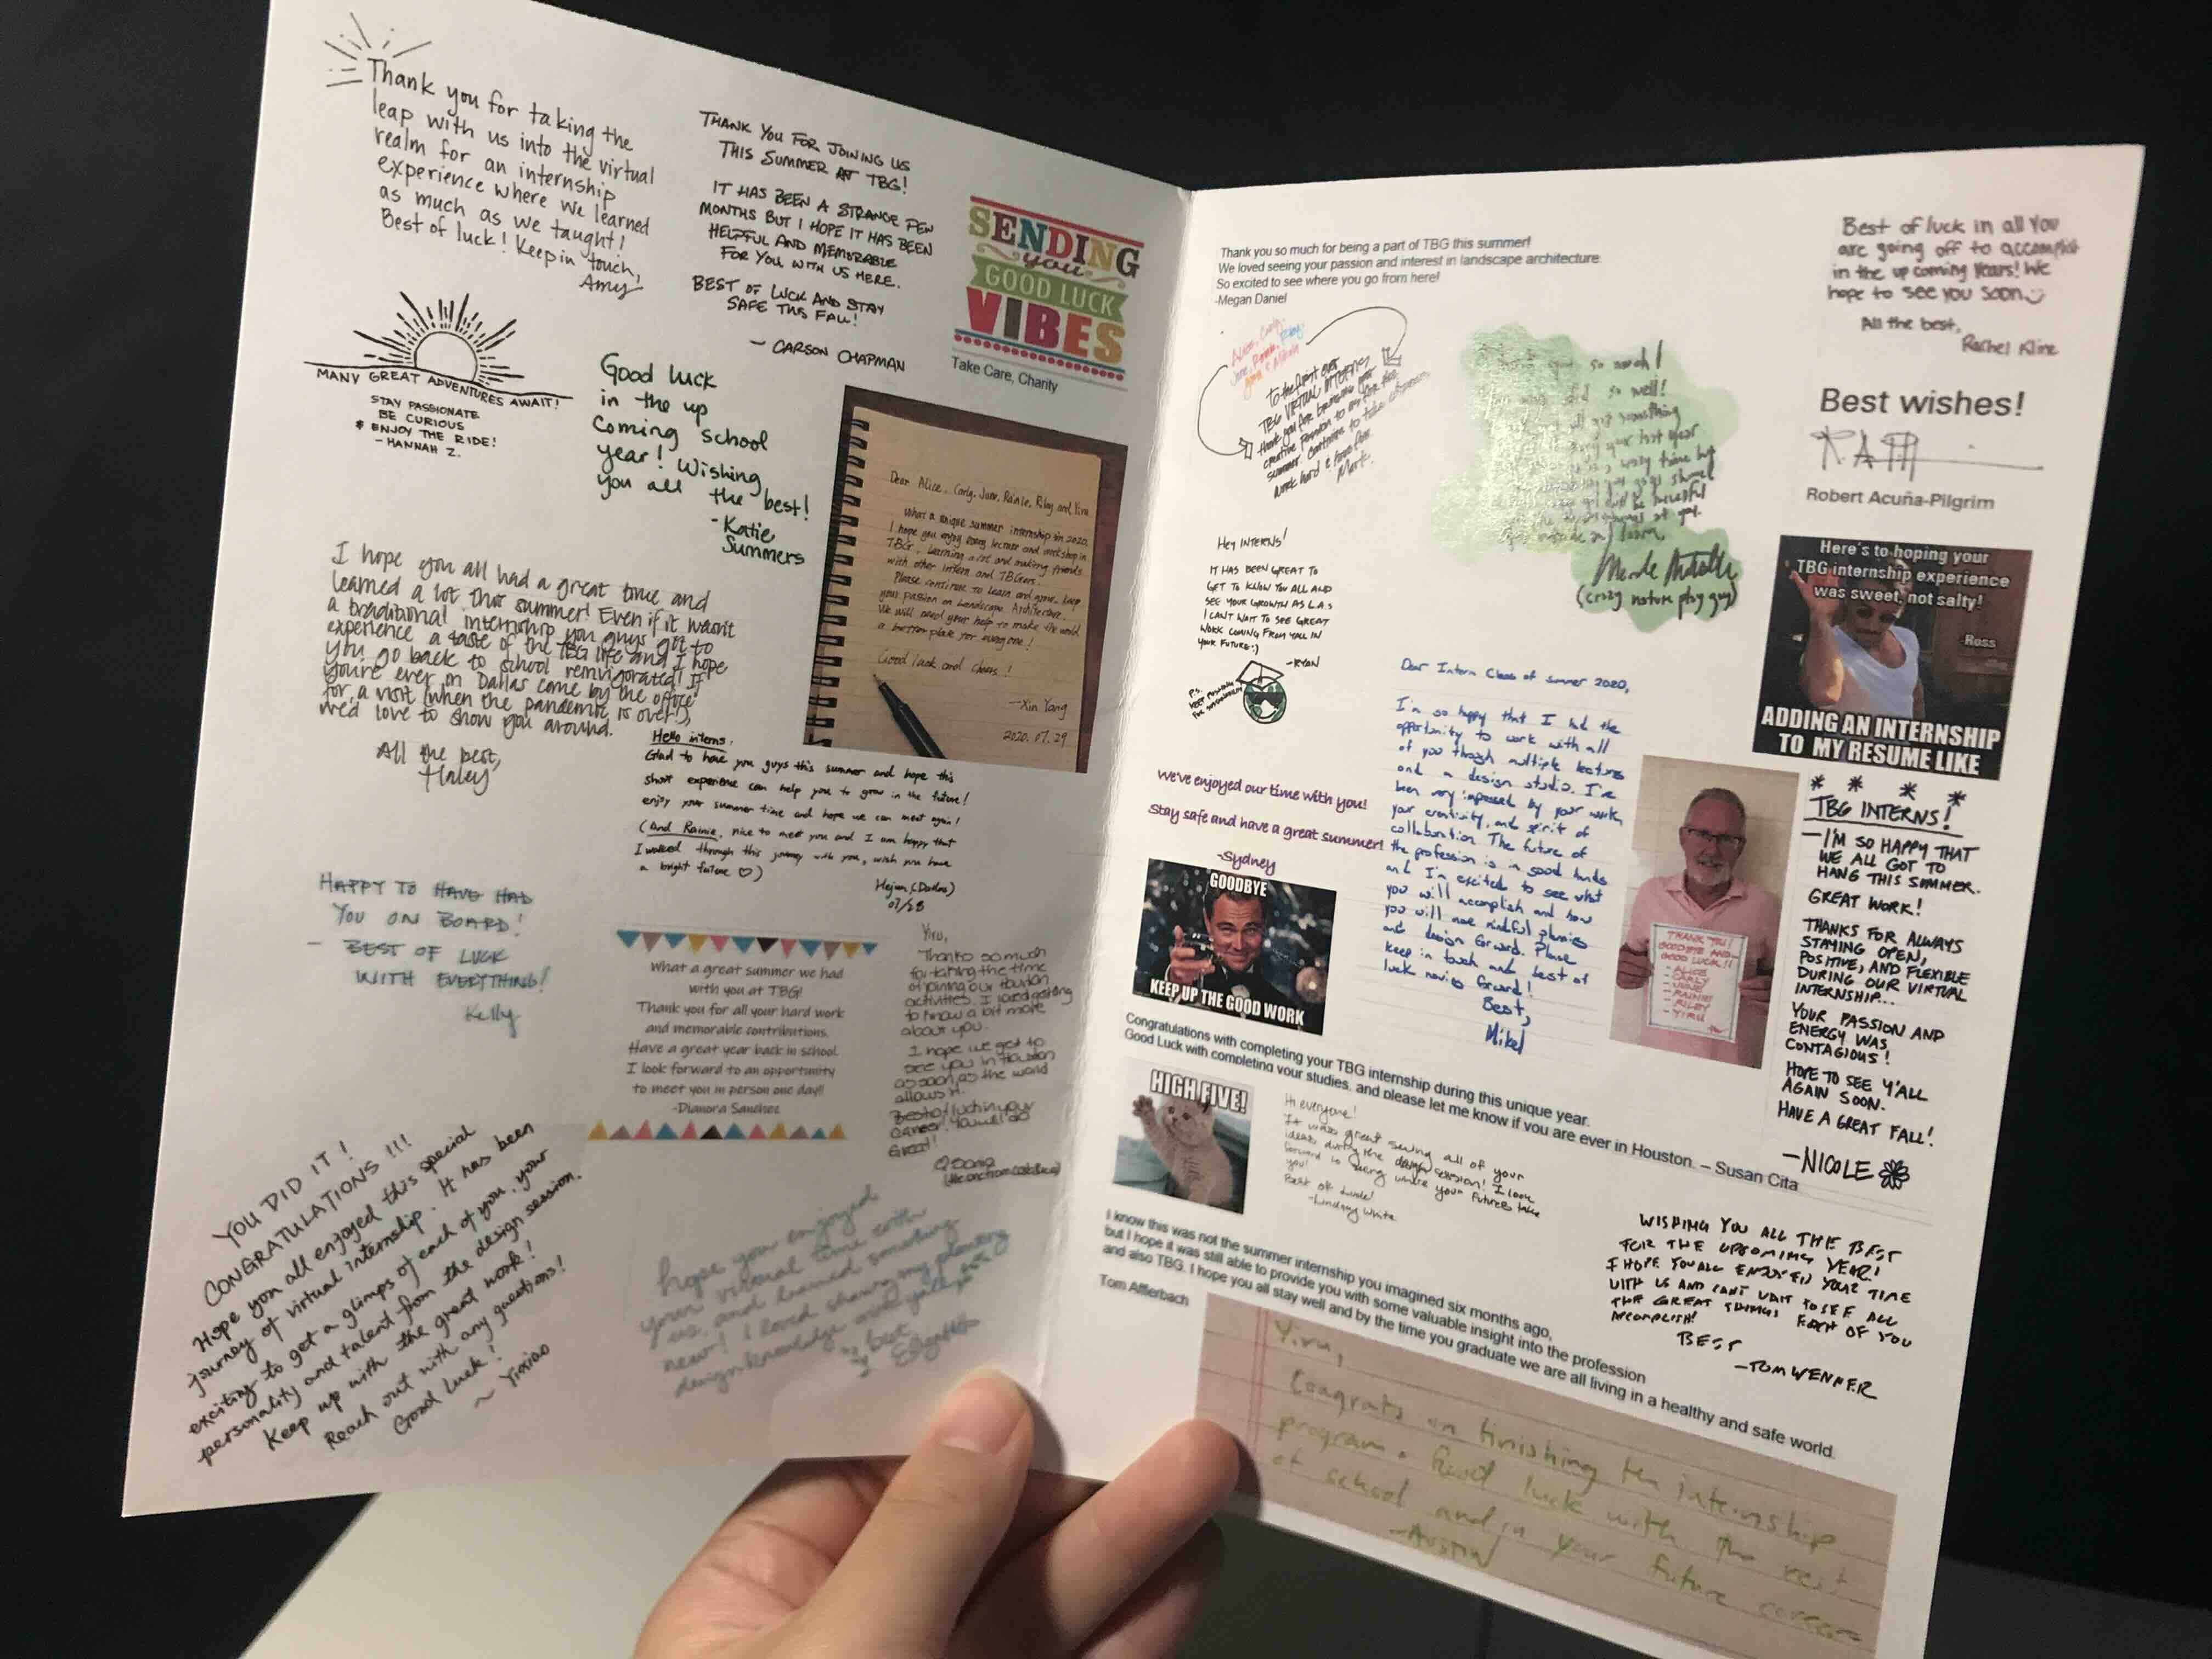 Thank you for taking the
leap with us into the virtual
realm for an internship
experience where we learned
as much as we taught!
Best of luck! Keep in touch,
Amy
THANK YOU FOR JOINING US
THIS SUMMER AT TBG!
IT HAS BEEN A STRANGE FEW
MONTHS BUT I HOPE IT HAS BEEN
HELPFUL AND MEMORABLE
FOR YOU WITH US HERE.
BEST OF LUCK AND STAY
SAFE THIS FALL!
- CARSON CHAPMAN
SENDING
you
GOOD LUCK
VIBES
Take Care, Charity
MANY GREAT ADVENTURES AWAIT!
STAY PASSIONATE
BE CURIOUS
& ENJOY THE RIDE!
- HANNAH Z.
Good luck
in the up
coming school
year! Wishing
you all the best!
-Katie
Summers
Dear Alice, Carly, June, Rainie, Riley and Yiru
What a unique summer internship in 2020.
I hope you enjoy every lecture and workshop in
TBG. Learning a lot and making friends
with other intern and TBGers.
Please continue to learn and grow, keep
your passion on Landscape Architecture.
We will need your help to make the world
a better place for everyone!
Good luck and cheers!
-Xin Yang
2020. 07. 29
I hope you all had a great time and
learned a lot this summer! Even if it wasn't
a traditional internship you guys got to
experience a taste of the TBG life and I hope
you go back to school reinvigorated! If
you're ever in Dallas come by the office
for a visit (when the pandemic is over!),
we'd love to show you around.
All the best,
Haley
Hello interns,
Glad to have you guys this summer and hope this
short experience can help you to grow in the future!
enjoy your summer time and hope we can meet again!
(And Rainie, nice to meet you and I am happy that
I walked through this journey with you, wish you have
a bright future ♡)
Hejun (Dallas)
07/28
HAPPY TO HAVE HAD
YOU ON BOARD!
- BEST OF LUCK
WITH EVERYTHING!
Kelly
What a great summer we had
with you at TBG!
Thank you for all your hard work
and memorable contributions.
Have a great year back in school.
I look forward to an opportunity
to meet you in person one day!!
-Dianora Sanchez
Yiru,
Thanks so much
for taking the time
of joining our Houston
activities. I loved getting
to know a bit more
about you.
I hope we get to
see you in Houston
as soon as the world
allows it.
Best of luck in your
career! You will do
Great!
YOU DID IT!
CONGRATULATIONS!!!
Hope you all enjoyed this special
journey of virtual internship. It has been
exciting to get a glimps of each of you, your
personality and talent from the design session.
Keep up with the great work!
Reach out with any questions!
Good Luck!
~ Yixiao
hope you enjoyed
your virtual time with
us, and learned something
new! I loved sharing my planting
design knowledge with y'all
best
Elizabeth
Thank you so much for being a part of TBG this summer!
We loved seeing your passion and interest in landscape architecture.
So excited to see where you go from here!
-Megan Daniel
to the first ever
TBG VIRTUAL INTERNS
thank you for bringing your
creative passion to my for the
summer. Continue to take chances
work hard & have fun.
Mark.
so much!
so well!
something
your last year
crazy time but
(crazy nature play guy)
Best of luck in all you
are going off to accomplish
in the up coming years! We
hope to see you soon
All the best,
Rachel Kline
Best wishes!
Robert Acuña-Pilgrim
Here's to hoping your
TBG internship experience
was sweet, not salty!
-Ross
ADDING AN INTERNSHIP
TO MY RESUME LIKE
HEY INTERNS!
IT HAS BEEN GREAT TO
GET TO KNOW YOU ALL AND
SEE YOUR GROWTH AS L.A.s
I CAN'T WAIT TO SEE GREAT
WORK COMING FROM YOU IN
YOUR FUTURE:)
-RYAN
P.S.
KEEP PUSHING
FOR
We've enjoyed our time with you!
Stay safe and have a great summer!
-Sydney
GOODBYE
KEEP UP THE GOOD WORK
Dear Intern Class of Summer 2020,
I'm so happy that I had the
opportunity to work with all
of you though multiple lectures
and a design studio. I've
been very impressed by your work,
your creativity, and spirit of
collaboration. The future of
the profession is in good hands
and I'm excited to see what
you will accomplish and how
you will move mindful planning
and design forward. Please
keep in touch and best of
luck moving forward!
Best,
Mikel
THANK YOU!
GOODBYE AND
GOOD LUCK!!
- ALICE
- CARLY
- JUNE
- RAINIE
- RILEY
- YIRU
TBG INTERNS!
—I'M SO HAPPY THAT
WE ALL GOT TO
HANG THIS SUMMER.
GREAT WORK!
THANKS FOR ALWAYS
STAYING OPEN,
POSITIVE, AND FLEXIBLE
DURING OUR VIRTUAL
INTERNSHIP...
YOUR PASSION AND
ENERGY WAS
CONTAGIOUS!
HOPE TO SEE Y'ALL
AGAIN SOON.
HAVE A GREAT FALL!
-NICOLE
Congratulations with completing your TBG internship during this unique year.
Good Luck with completing your studies, and please let me know if you are ever in Houston. – Susan Cita
HIGH FIVE!
Hi everyone!
It was great seeing all of your
ideas during the design session! I look
forward to seeing where your futures take
you!
Best of Luck!
-Lindsay White
I know this was not the summer internship you imagined six months ago,
but I hope it was still able to provide you with some valuable insight into the profession
and also TBG. I hope you all stay well and by the time you graduate we are all living in a healthy and safe world.
Tom Afflerbach
WISHING YOU ALL THE BEST
FOR THE UPCOMING YEAR!
I HOPE YOU ALL ENJOYED YOUR TIME
WITH US AND CAN'T WAIT TO SEE ALL
THE GREAT THINGS EACH OF YOU
ACCOMPLISH!
BEST
-TOM WENNER
Yiru,
Congrats on finishing the internship
program. Good luck with the rest
of school and in your future career
-Austin